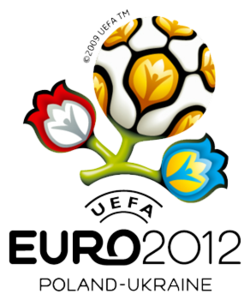 ©2009 UEFA TM
UEFA
EURO2012
POLAND-UKRAINE